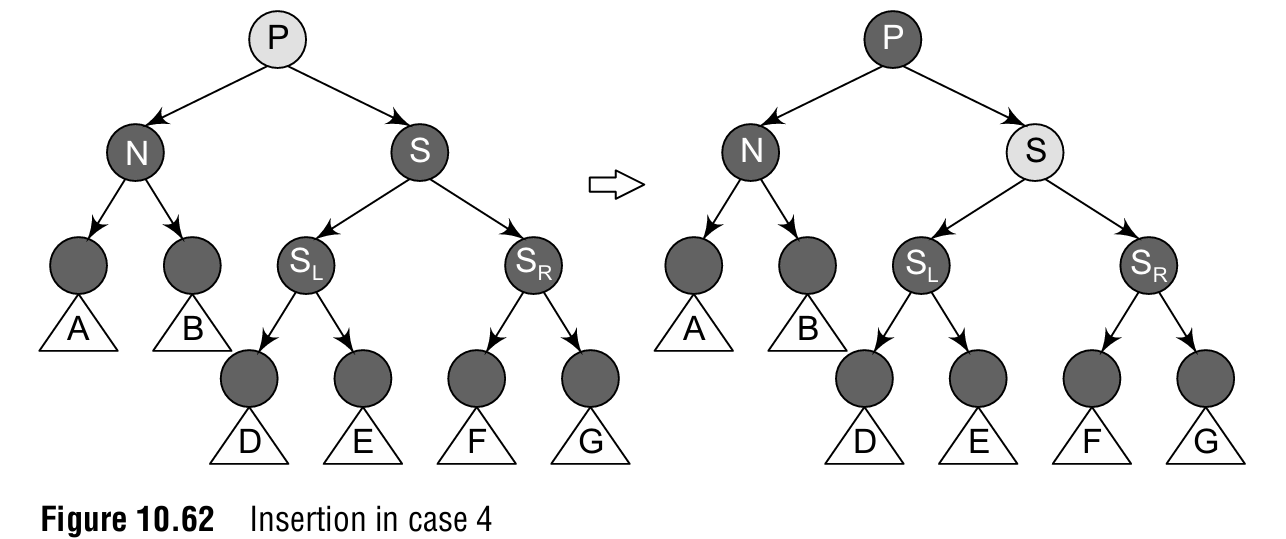 P P
N S N S
S_L S_R S_L S_R
A B A B
D E F G D E F G
Figure 10.62 Insertion in case 4